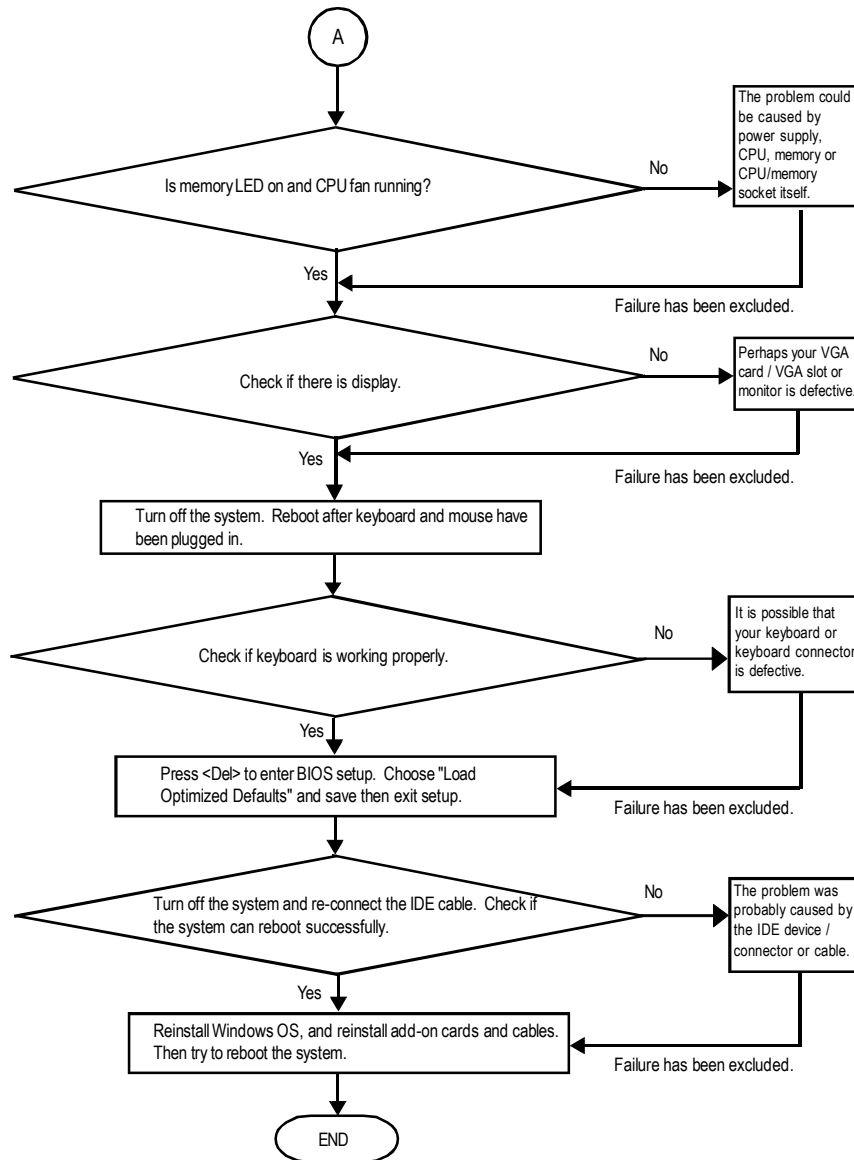 A
The problem could
be caused by
power supply,
CPU, memory or
CPU/memory
socket itself.
No
Is memory LED on and CPU fan running?
Yes
Failure has been excluded.
No
Perhaps your VGA
card / VGA slot or
monitor is defective.
Check if there is display.
Yes
Failure has been excluded.
Turn off the system. Reboot after keyboard and mouse have
been plugged in.
No
It is possible that
your keyboard or
keyboard connector
is defective.
Check if keyboard is working properly.
Yes
Press <Del> to enter BIOS setup. Choose "Load
Optimized Defaults" and save then exit setup.
Failure has been excluded.
No
The problem was
probably caused by
the IDE device /
connector or cable.
Turn off the system and re-connect the IDE cable. Check if
the system can reboot successfully.
Yes
Reinstall Windows OS, and reinstall add-on cards and cables.
Then try to reboot the system.
Failure has been excluded.
END